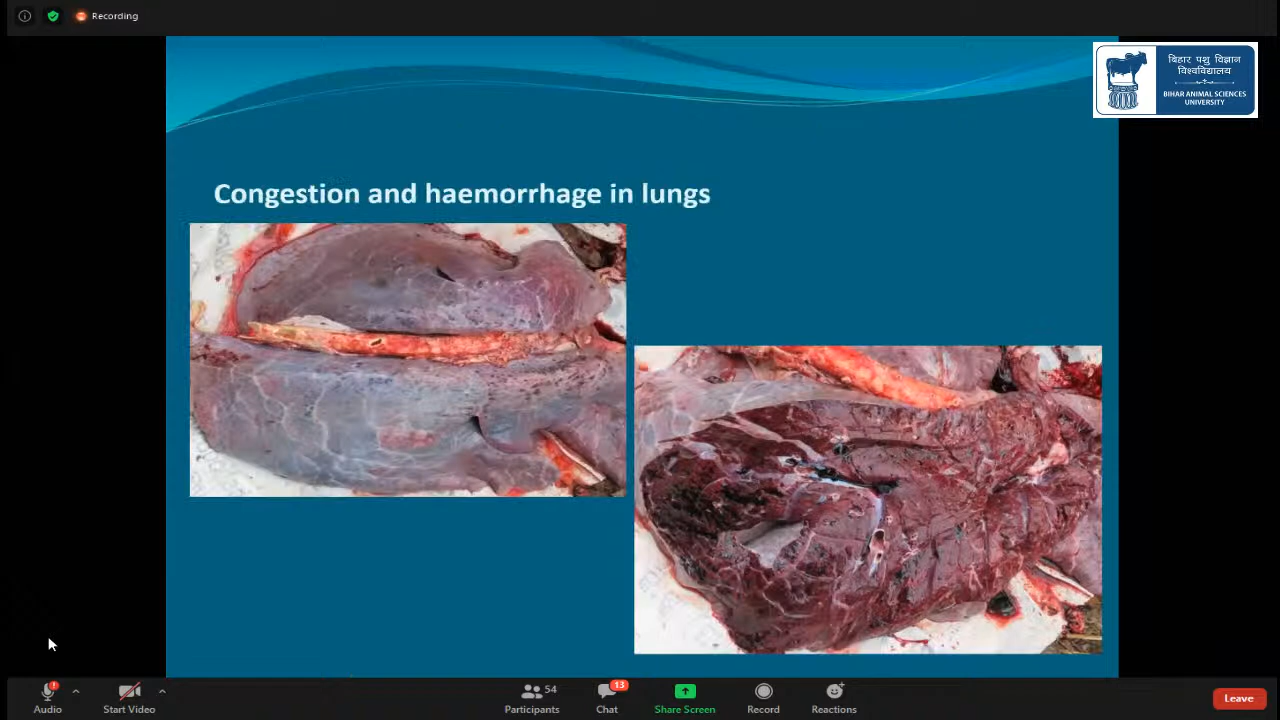 Recording
बिहार पशु विज्ञान
विश्वविद्यालय
BIHAR ANIMAL SCIENCES
UNIVERSITY
Congestion and haemorrhage in lungs
Audio
Start Video
54
Participants
13
Chat
Share Screen
Record
Reactions
Leave